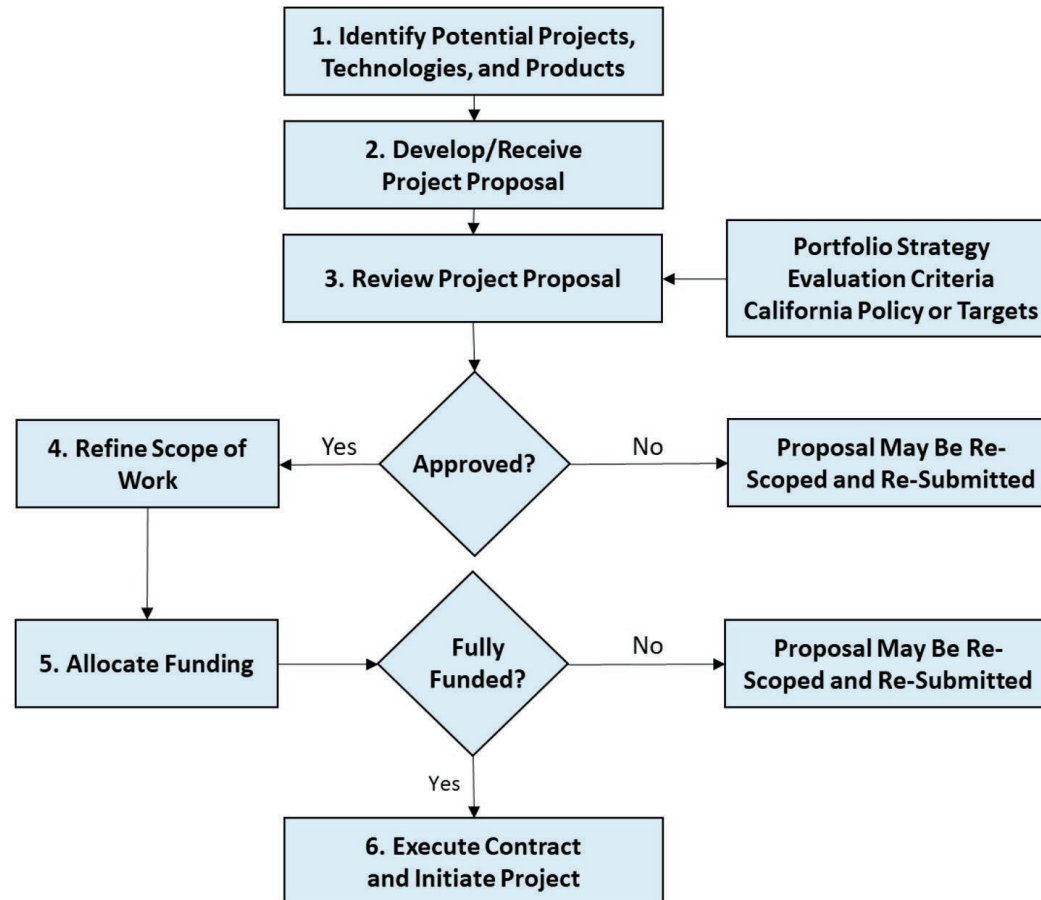 1. Identify Potential Projects,
Technologies, and Products
2. Develop/Receive
Project Proposal
3. Review Project Proposal
Portfolio Strategy
Evaluation Criteria
California Policy or Targets
Approved?
Yes
No
4. Refine Scope of
Work
Proposal May Be Re-
Scoped and Re-Submitted
5. Allocate Funding
Fully
Funded?
No
Proposal May Be Re-
Scoped and Re-Submitted
Yes
6. Execute Contract
and Initiate Project